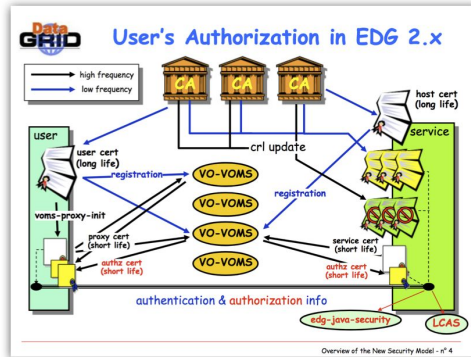 Data
GRID
User's Authorization in EDG 2.x
high frequency
low frequency
CA
CA
CA
host cert
(long life)
user
service
user cert
(long life)
crl update
registration
VO-VOMS
registration
voms-proxy-init
VO-VOMS
proxy cert
(short life)
VO-VOMS
service cert
(short life)
authz cert
(short life)
VO-VOMS
authz cert
(short life)
authentication & authorization info
edg-java-security
LCAS
Overview of the New Security Model - n° 4